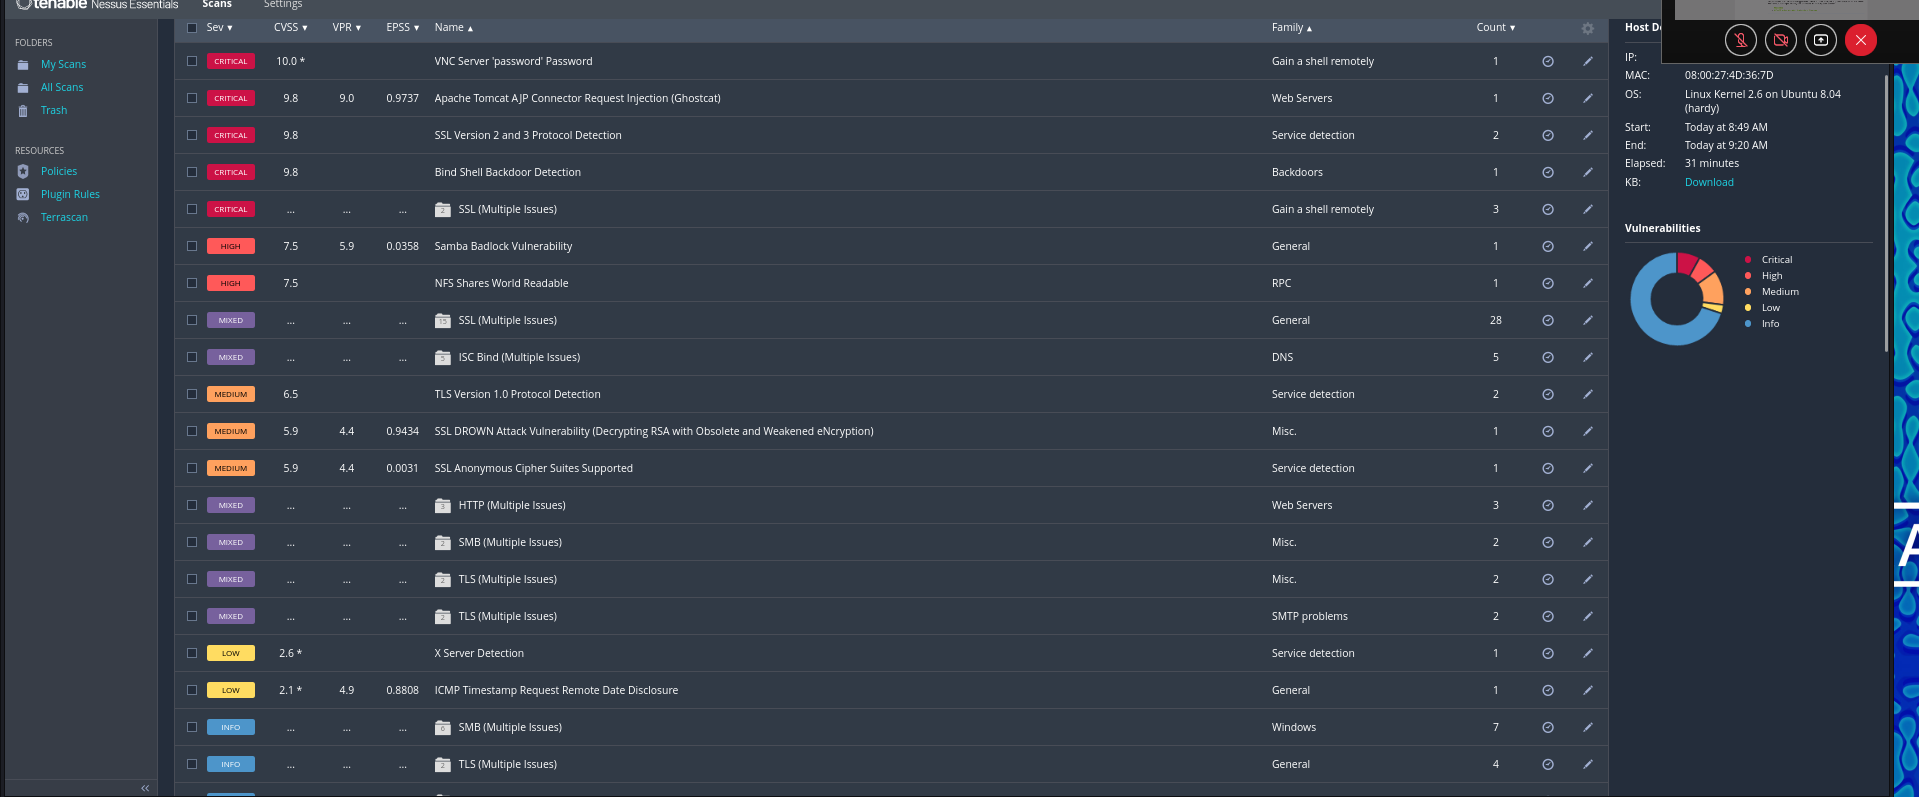 tenable Nessus Essentials
Scans
Settings
FOLDERS
My Scans
All Scans
Trash
RESOURCES
Policies
Plugin Rules
Terrascan
Sev ▼ CVSS ▼ VPR ▼ EPSS ▼ Name ▲ Family ▲ Count ▼
CRITICAL 10.0 * VNC Server 'password' Password Gain a shell remotely 1
CRITICAL 9.8 9.0 0.9737 Apache Tomcat AJP Connector Request Injection (Ghostcat) Web Servers 1
CRITICAL 9.8 SSL Version 2 and 3 Protocol Detection Service detection 2
CRITICAL 9.8 Bind Shell Backdoor Detection Backdoors 1
CRITICAL ... ... ... 2 SSL (Multiple Issues) Gain a shell remotely 3
HIGH 7.5 5.9 0.0358 Samba Badlock Vulnerability General 1
HIGH 7.5 NFS Shares World Readable RPC 1
MIXED ... ... ... 15 SSL (Multiple Issues) General 28
MIXED ... ... ... 5 ISC Bind (Multiple Issues) DNS 5
MEDIUM 6.5 TLS Version 1.0 Protocol Detection Service detection 2
MEDIUM 5.9 4.4 0.9434 SSL DROWN Attack Vulnerability (Decrypting RSA with Obsolete and Weakened eNcryption) Misc. 1
MEDIUM 5.9 4.4 0.0031 SSL Anonymous Cipher Suites Supported Service detection 1
MIXED ... ... ... 3 HTTP (Multiple Issues) Web Servers 3
MIXED ... ... ... 2 SMB (Multiple Issues) Misc. 2
MIXED ... ... ... 2 TLS (Multiple Issues) Misc. 2
MIXED ... ... ... 2 TLS (Multiple Issues) SMTP problems 2
LOW 2.6 * X Server Detection Service detection 1
LOW 2.1 * 4.9 0.8808 ICMP Timestamp Request Remote Date Disclosure General 1
INFO ... ... ... 6 SMB (Multiple Issues) Windows 7
INFO ... ... ... 2 TLS (Multiple Issues) General 4
Host De
IP:
MAC: 08:00:27:4D:36:7D
OS: Linux Kernel 2.6 on Ubuntu 8.04
(hardy)
Start: Today at 8:49 AM
End: Today at 9:20 AM
Elapsed: 31 minutes
KB: Download
Vulnerabilities
Critical
High
Medium
Low
Info
A